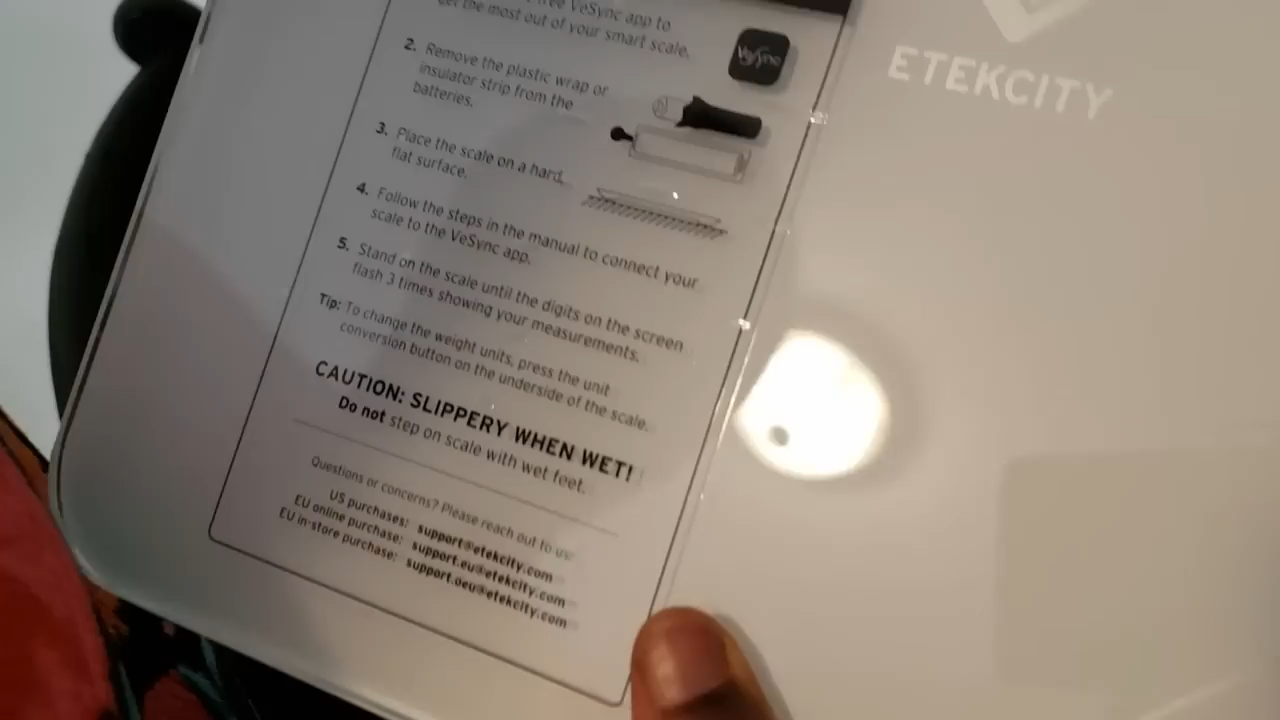 free VeSync app to
get the most out of your smart scale.
VeSync
2. Remove the plastic wrap or
insulator strip from the
batteries.
3. Place the scale on a hard,
flat surface.
4. Follow the steps in the manual to connect your
scale to the VeSync app.
5. Stand on the scale until the digits on the screen
flash 3 times showing your measurements.
Tip: To change the weight units, press the unit
conversion button on the underside of the scale.
CAUTION: SLIPPERY WHEN WET!
Do not step on scale with wet feet.
Questions or concerns? Please reach out to us:
US purchases: support@etekcity.com
EU online purchase: support.eu@etekcity.com
EU in-store purchase: support.oeu@etekcity.com
ETEKCITY